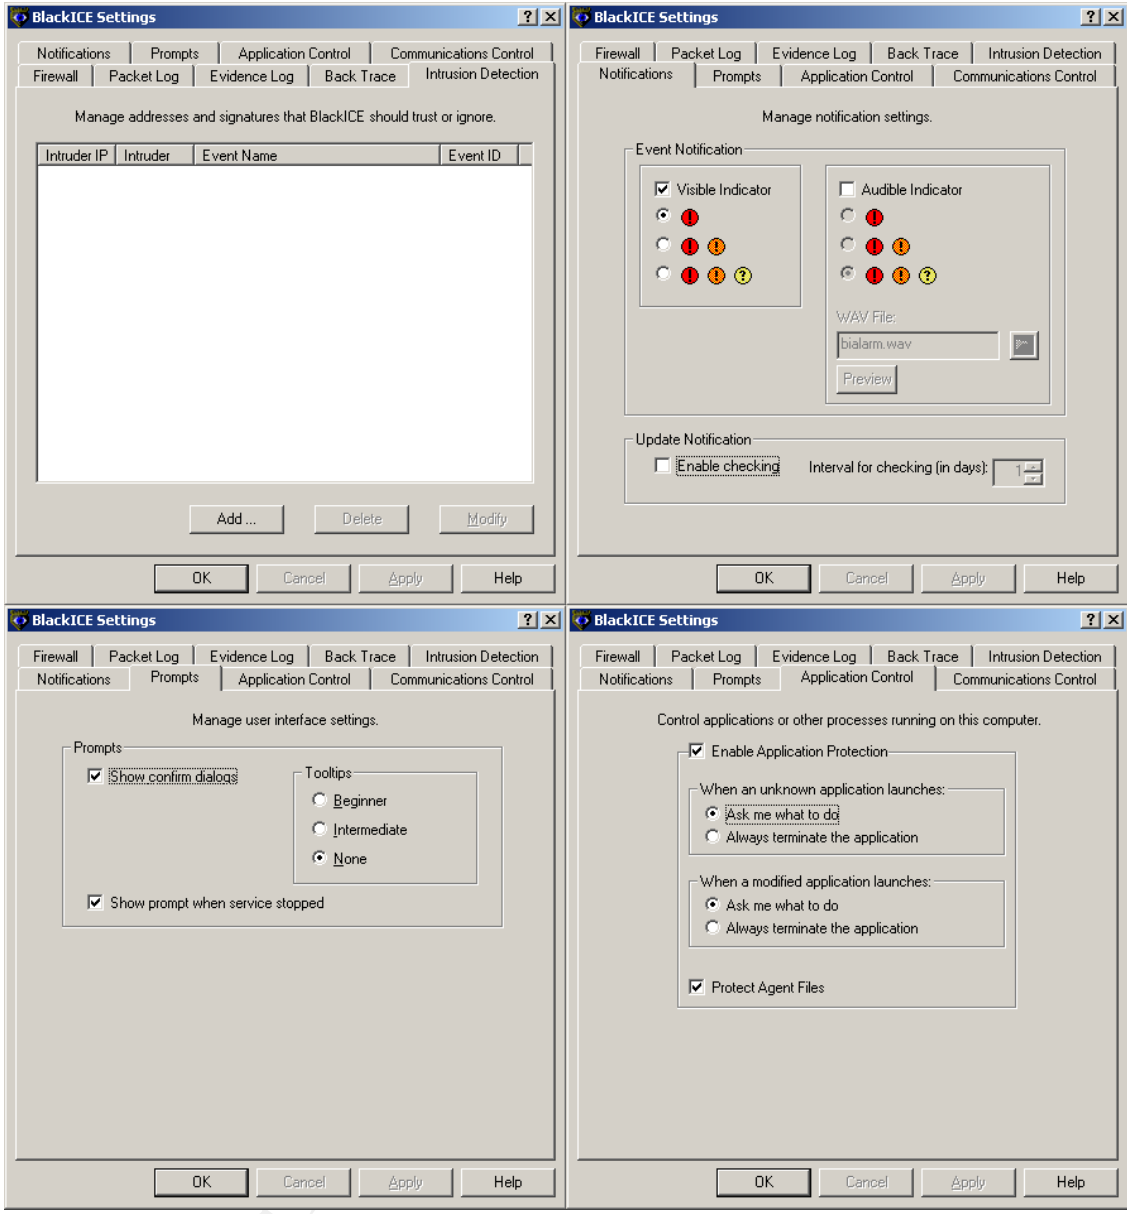 BlackICE Settings
Notifications Prompts Application Control Communications Control
Firewall Packet Log Evidence Log Back Trace Intrusion Detection
Manage addresses and signatures that BlackICE should trust or ignore.
Intruder IP Intruder Event Name Event ID
Add ... Delete Modify
OK Cancel Apply Help
BlackICE Settings
Firewall Packet Log Evidence Log Back Trace Intrusion Detection
Notifications Prompts Application Control Communications Control
Manage notification settings.
Event Notification
Visible Indicator
Audible Indicator
WAV File:
bialarm.wav
Preview
Update Notification
Enable checking Interval for checking (in days): 1
OK Cancel Apply Help
BlackICE Settings
Firewall Packet Log Evidence Log Back Trace Intrusion Detection
Notifications Prompts Application Control Communications Control
Manage user interface settings.
Prompts
Show confirm dialogs
Tooltips
Beginner
Intermediate
None
Show prompt when service stopped
OK Cancel Apply Help
BlackICE Settings
Firewall Packet Log Evidence Log Back Trace Intrusion Detection
Notifications Prompts Application Control Communications Control
Control applications or other processes running on this computer.
Enable Application Protection
When an unknown application launches:
Ask me what to do
Always terminate the application
When a modified application launches:
Ask me what to do
Always terminate the application
Protect Agent Files
OK Cancel Apply Help